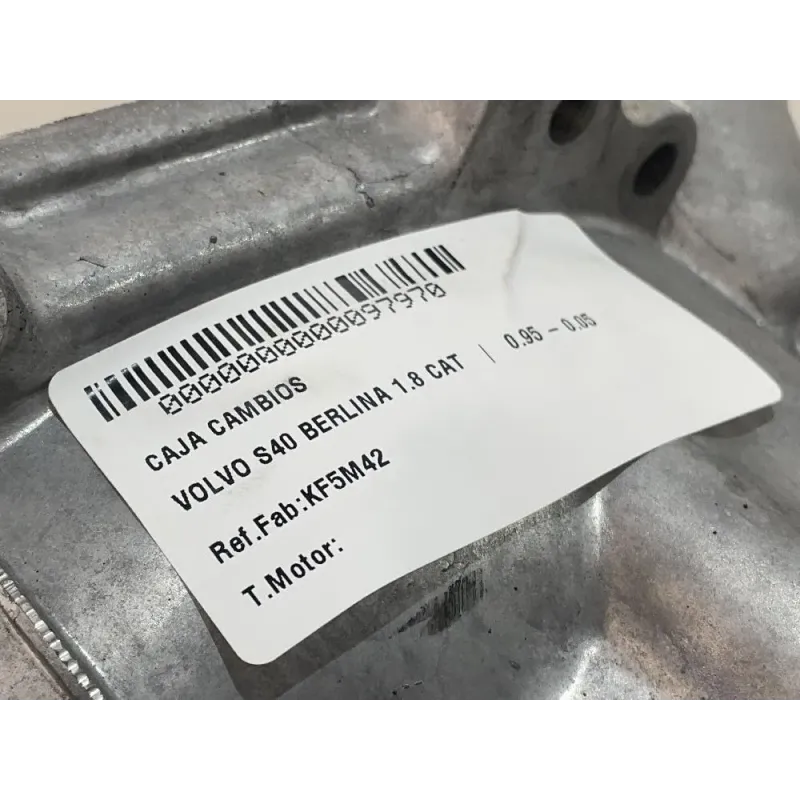 0000000000097970
CAJA CAMBIOS
VOLVO S40 BERLINA 1.8 CAT | 0.95 - 0.05
Ref.Fab:KF5M42
T.Motor: